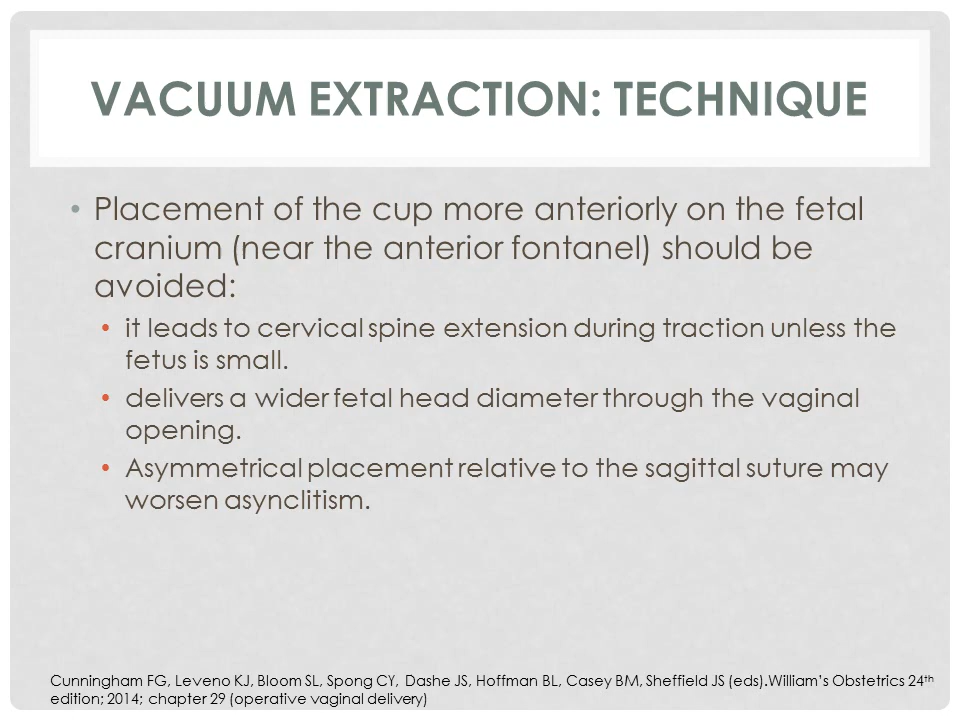 VACUUM EXTRACTION: TECHNIQUE
• Placement of the cup more anteriorly on the fetal
cranium (near the anterior fontanel) should be
avoided:
• it leads to cervical spine extension during traction unless the
fetus is small.
• delivers a wider fetal head diameter through the vaginal
opening.
• Asymmetrical placement relative to the sagittal suture may
worsen asynclitism.
Cunningham FG, Leveno KJ, Bloom SL, Spong CY, Dashe JS, Hoffman BL, Casey BM, Sheffield JS (eds).William's Obstetrics 24th
edition; 2014; chapter 29 (operative vaginal delivery)